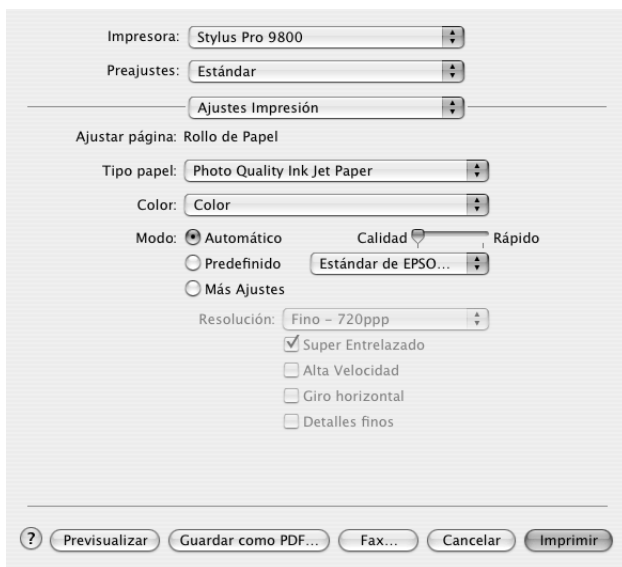 Impresora: Stylus Pro 9800
Preajustes: Estándar
Ajustes Impresión
Ajustar página: Rollo de Papel
Tipo papel: Photo Quality Ink Jet Paper
Color: Color
Modo: Automático Calidad Rápido
Predefinido Estándar de EPSO...
Más Ajustes
Resolución: Fino - 720ppp
Super Entrelazado
Alta Velocidad
Giro horizontal
Detalles finos
? Previsualizar Guardar como PDF... Fax... Cancelar Imprimir